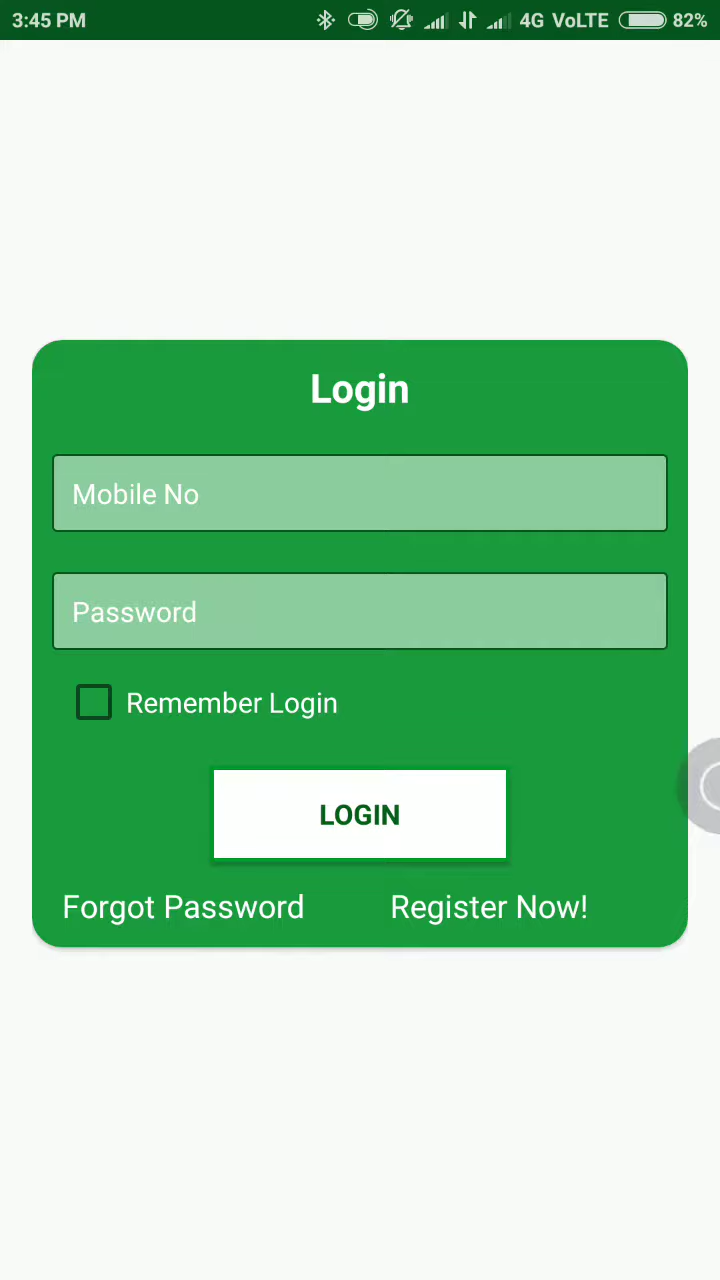 3:45 PM 4G VoLTE 82%
Login
Mobile No
Password
Remember Login
LOGIN
Forgot Password Register Now!